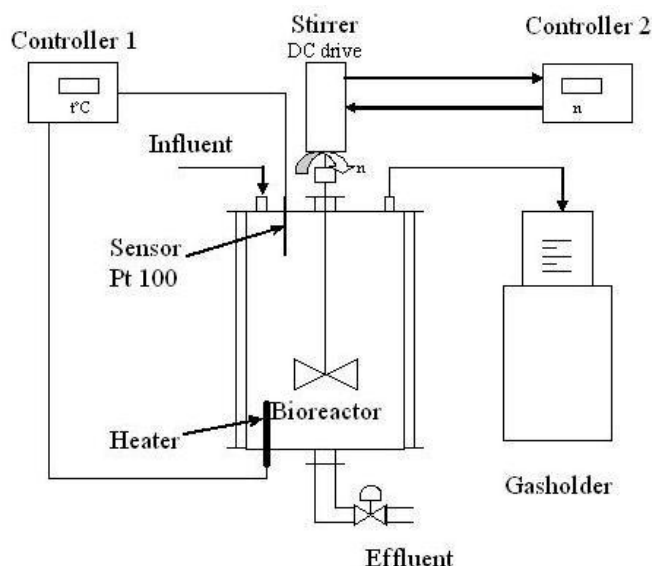 Controller 1
Stirrer
DC drive
Controller 2
t°C
n
Influent
n
Sensor
Pt 100
Bioreactor
Heater
Gasholder
Effluent